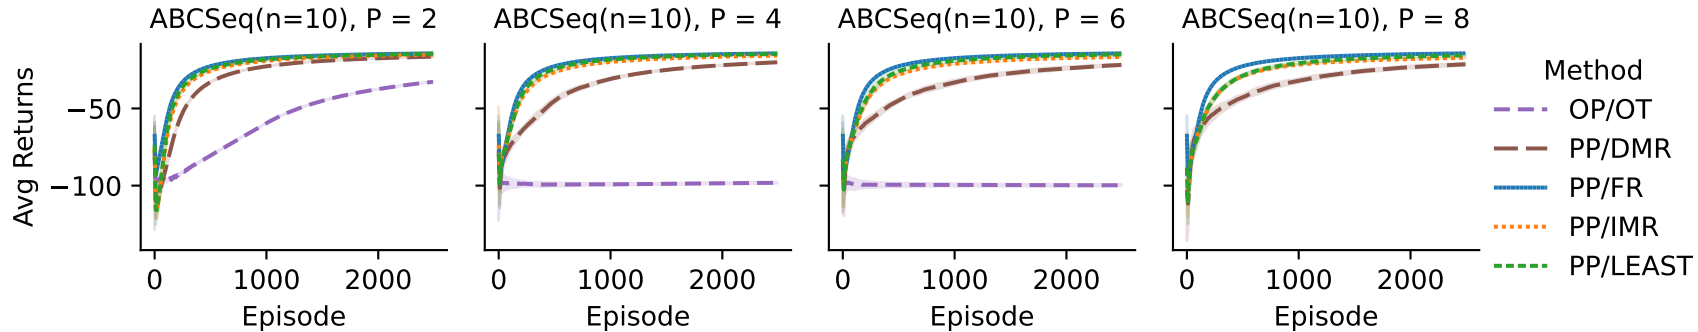 ABCSeq(n=10), P = 2
ABCSeq(n=10), P = 4
ABCSeq(n=10), P = 6
ABCSeq(n=10), P = 8
Avg Returns
−50
−100
0 1000 2000
0 1000 2000
0 1000 2000
0 1000 2000
Episode
Episode
Episode
Episode
Method
OP/OT
PP/DMR
PP/FR
PP/IMR
PP/LEAST